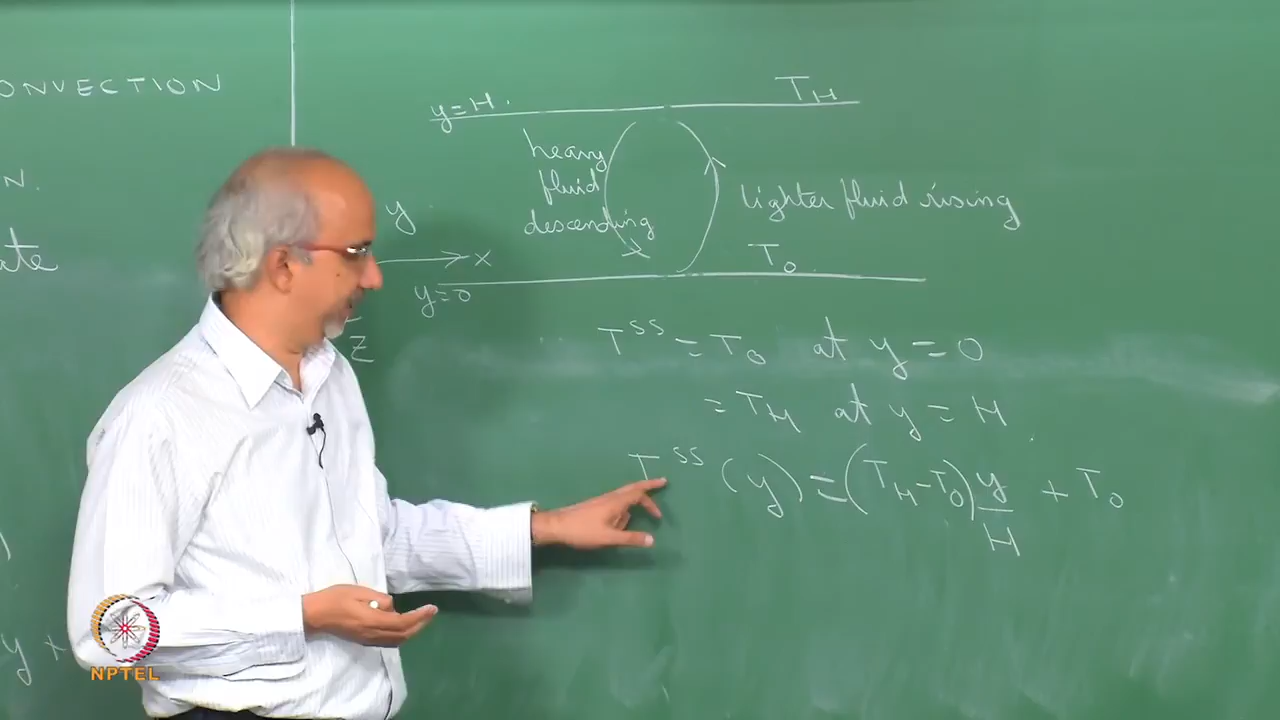 ONVECTION
N.
ate
y
x
z
y=H.
T_H
heavy
fluid
descending
lighter fluid rising
T_0
y=0
T^SS = T_0 at y=0
= T_H at y=H
T^SS (y) = (T_H-T_0) y/H + T_0
y +
NPTEL